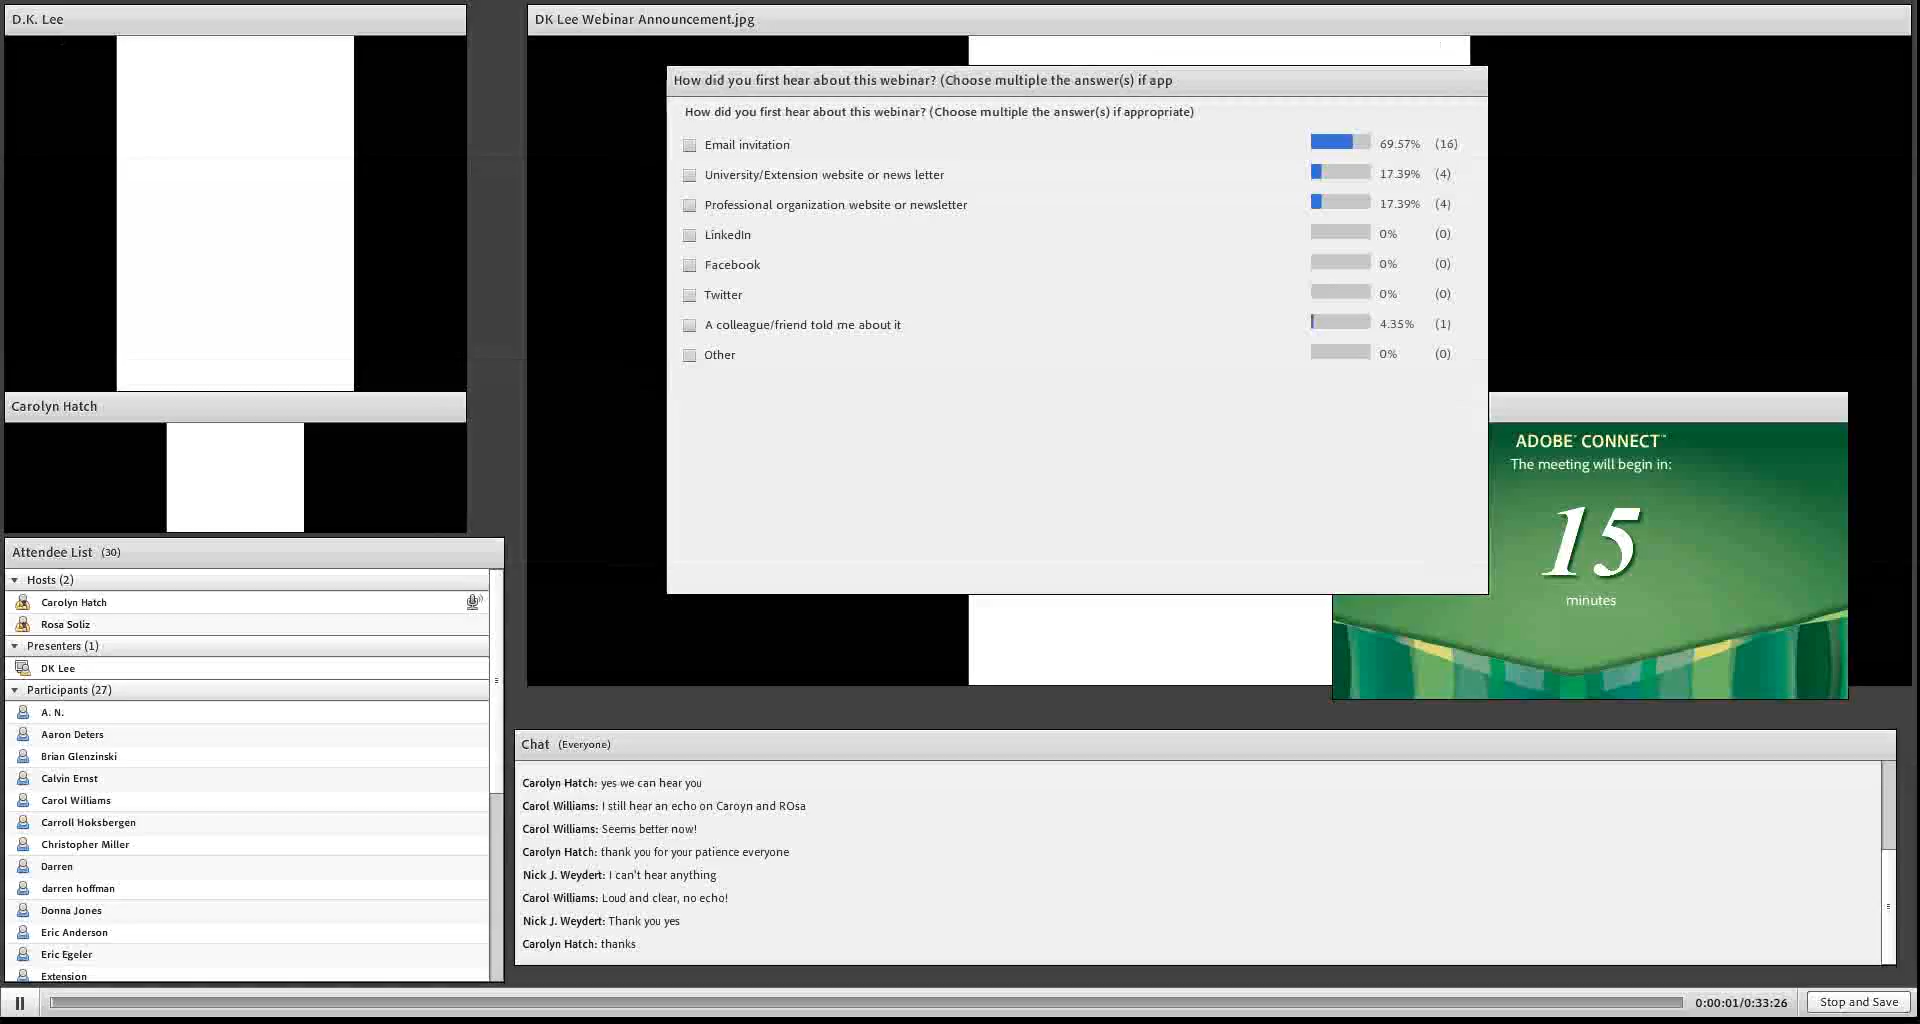 D.K. Lee
DK Lee Webinar Announcement.jpg
How did you first hear about this webinar? (Choose multiple the answer(s) if app
How did you first hear about this webinar? (Choose multiple the answer(s) if appropriate)
Email invitation 69.57% (16)
University/Extension website or news letter 17.39% (4)
Professional organization website or newsletter 17.39% (4)
LinkedIn 0% (0)
Facebook 0% (0)
Twitter 0% (0)
A colleague/friend told me about it 4.35% (1)
Other 0% (0)
Carolyn Hatch
ADOBE® CONNECT™
The meeting will begin in:
15
minutes
Attendee List (30)
Hosts (2)
Carolyn Hatch
Rosa Soliz
Presenters (1)
DK Lee
Participants (27)
A. N.
Aaron Deters
Brian Glenzinski
Calvin Ernst
Carol Williams
Carroll Hoksbergen
Christopher Miller
Darren
darren hoffman
Donna Jones
Eric Anderson
Eric Egeler
Extension
Chat (Everyone)
Carolyn Hatch: yes we can hear you
Carol Williams: I still hear an echo on Caroyn and ROsa
Carol Williams: Seems better now!
Carolyn Hatch: thank you for your patience everyone
Nick J. Weydert: I can't hear anything
Carol Williams: Loud and clear, no echo!
Nick J. Weydert: Thank you yes
Carolyn Hatch: thanks
0:00:01/0:33:26
Stop and Save